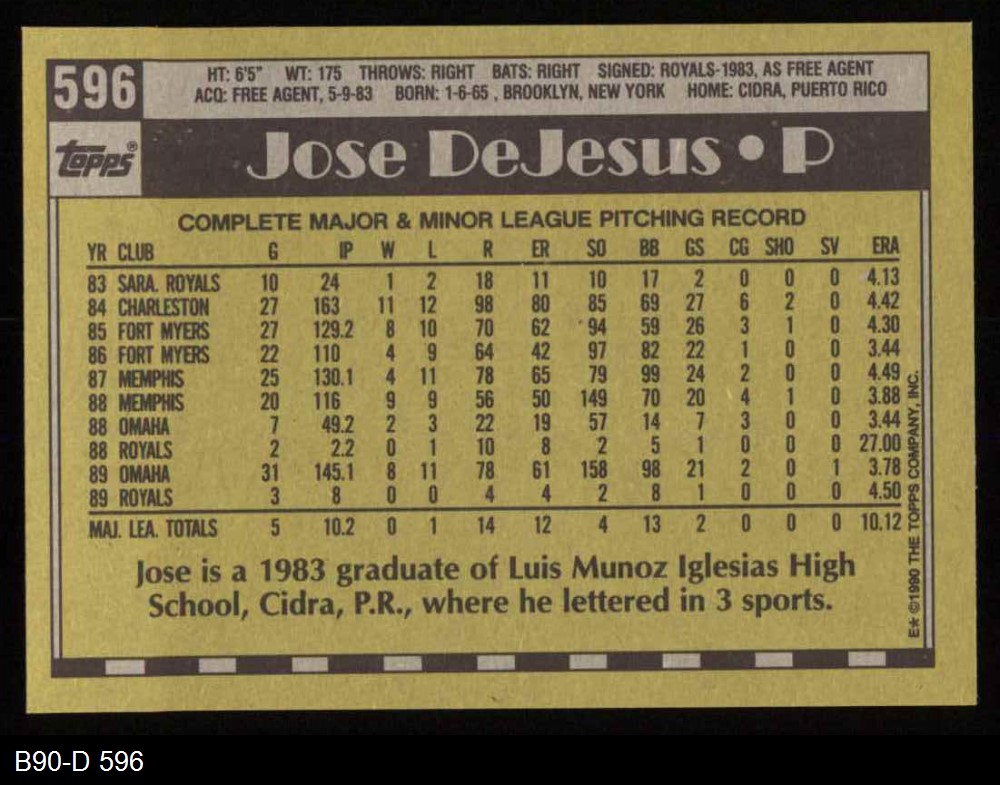 596
HT: 6'5" WT: 175 THROWS: RIGHT BATS: RIGHT SIGNED: ROYALS-1983, AS FREE AGENT
ACQ: FREE AGENT, 5-9-83 BORN: 1-6-65 , BROOKLYN, NEW YORK HOME: CIDRA, PUERTO RICO
topps®
Jose DeJesus • P
COMPLETE MAJOR & MINOR LEAGUE PITCHING RECORD
YR CLUB G IP W L R ER SO BB GS CG SHO SV ERA
83 SARA. ROYALS 10 24 1 2 18 11 10 17 2 0 0 0 4.13
84 CHARLESTON 27 163 11 12 98 80 85 69 27 6 2 0 4.42
85 FORT MYERS 27 129.2 8 10 70 62 94 59 26 3 1 0 4.30
86 FORT MYERS 22 110 4 9 64 42 97 82 22 1 0 0 3.44
87 MEMPHIS 25 130.1 4 11 78 65 79 99 24 2 0 0 4.49
88 MEMPHIS 20 116 9 9 56 50 149 70 20 4 1 0 3.88
88 OMAHA 7 49.2 2 3 22 19 57 14 7 3 0 0 3.44
88 ROYALS 2 2.2 0 1 10 8 2 5 1 0 0 0 27.00
89 OMAHA 31 145.1 8 11 78 61 158 98 21 2 0 1 3.78
89 ROYALS 3 8 0 0 4 4 2 8 1 0 0 0 4.50
MAJ. LEA. TOTALS 5 10.2 0 1 14 12 4 13 2 0 0 0 10.12
Jose is a 1983 graduate of Luis Munoz Iglesias High
School, Cidra, P.R., where he lettered in 3 sports.
E* ©1990 THE TOPPS COMPANY, INC.
B90-D 596